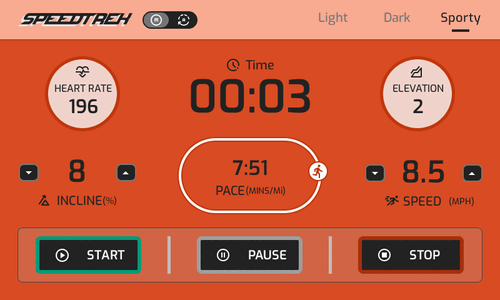 SPEEDTREK
Light
Dark
Sporty
HEART RATE
196
Time
00:03
ELEVATION
2
8
INCLINE(%)
7:51
PACE(MINS/Mi)
8.5
SPEED (MPH)
START
PAUSE
STOP